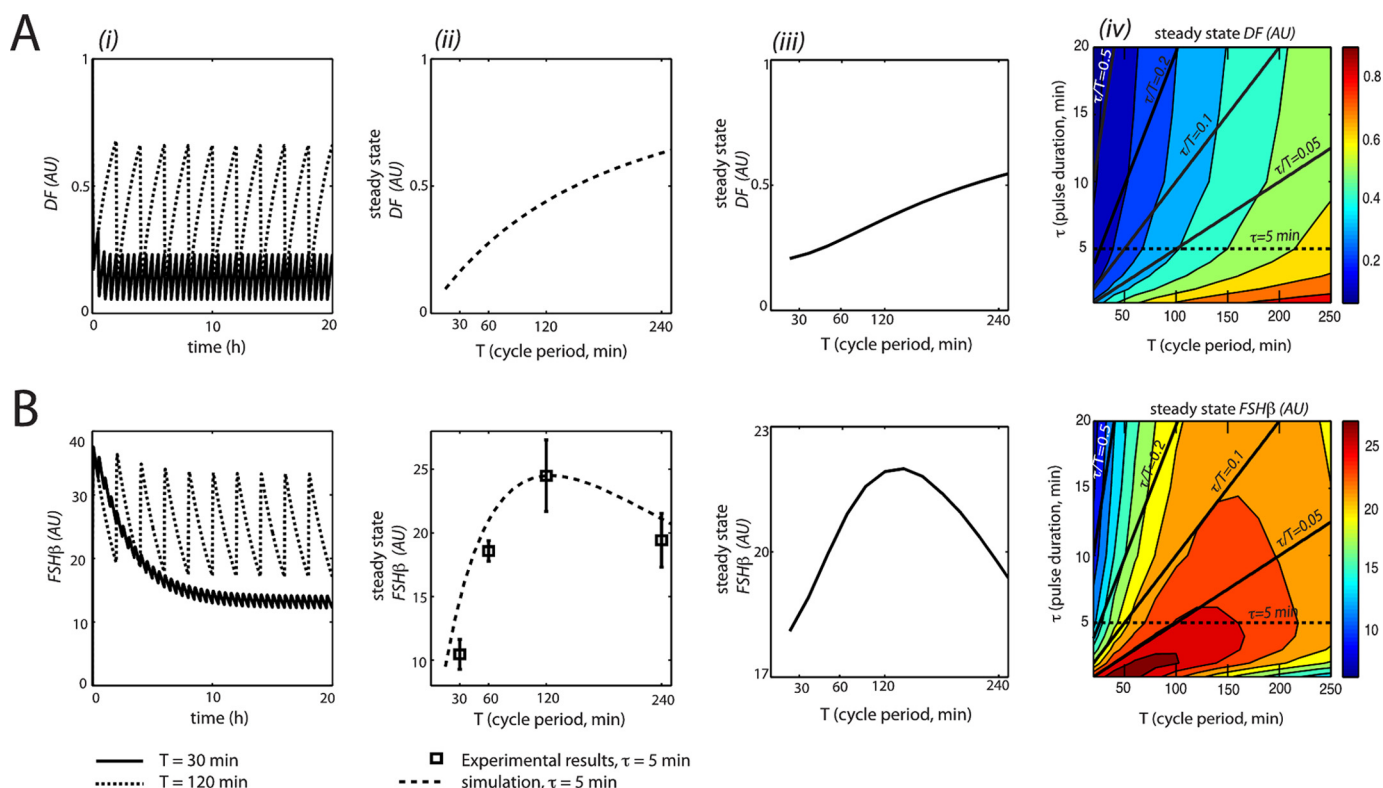 A
(i)
(ii)
(iii)
(iv)
steady state DF (AU)
DF (AU)
1
0.5
0
0
10
20
time (h)
steady state
DF (AU)
1
0.5
0
30
60
120
240
T (cycle period, min)
steady state
DF (AU)
1
0.5
0
30
60
120
240
T (cycle period, min)
τ (pulse duration, min)
20
15
10
5
50
100
150
200
250
T (cycle period, min)
τ/T=0.5
τ/T=0.2
τ/T=0.1
τ/T=0.05
τ=5 min
0.8
0.6
0.4
0.2
B
steady state FSHβ (AU)
FSHβ (AU)
40
30
20
10
0
0
10
20
time (h)
steady state
FSHβ (AU)
25
20
15
10
30
60
120
240
T (cycle period, min)
steady state
FSHβ (AU)
23
20
17
30
60
120
240
T (cycle period, min)
τ (pulse duration, min)
20
15
10
5
50
100
150
200
250
T (cycle period, min)
τ/T=0.5
τ/T=0.2
τ/T=0.1
τ/T=0.05
τ=5 min
25
20
15
10
T = 30 min
T = 120 min
Experimental results, τ = 5 min
simulation, τ = 5 min